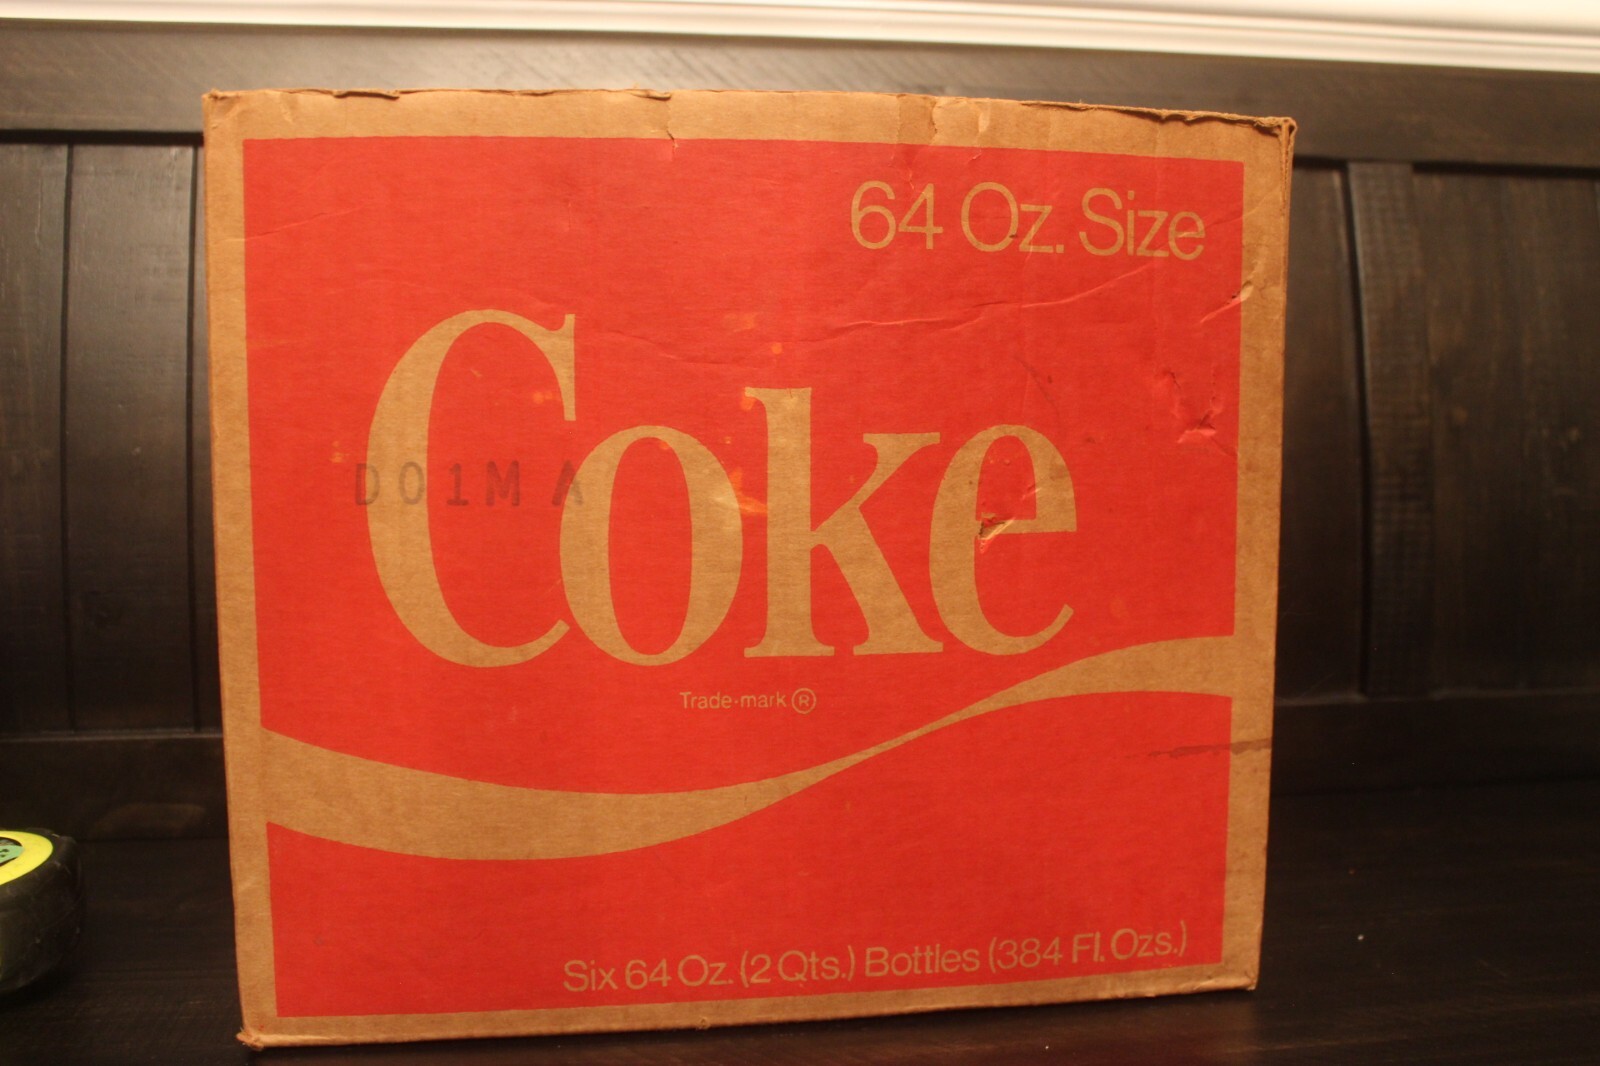 64 Oz. Size
Coke
D01MA
Trade-mark ®
Six 64 Oz. (2 Qts.) Bottles (384 Fl. Ozs.)